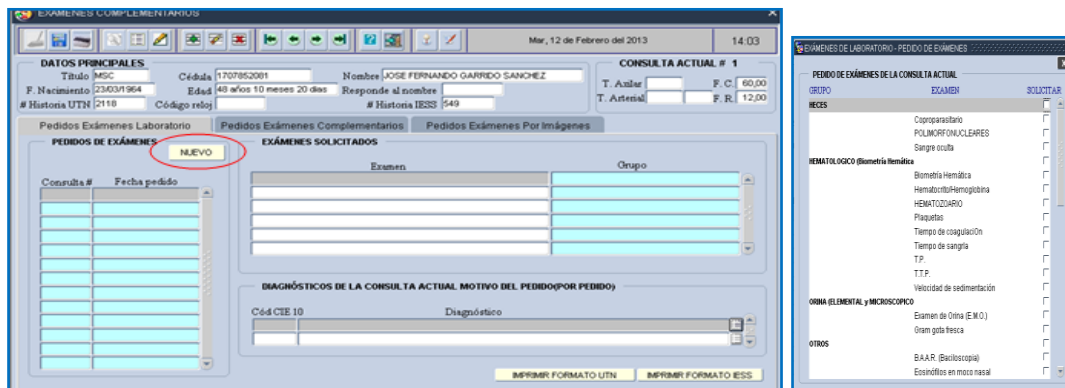 EXÁMENES COMPLEMENTARIOS
Mar, 12 de Febrero del 2013 14:03
DATOS PRINCIPALES
Título MSC Cédula 1707852081 Nombre JOSE FERNANDO GARRIDO SANCHEZ
F. Nacimiento 23/03/1964 Edad 48 años 10 meses 20 dias Responde al nombre
# Historia UTN 2118 Código reloj # Historia IESS 549
CONSULTA ACTUAL # 1
T. Axilar F. C. 60,00
T. Arterial F. R. 12,00
Pedidos Exámenes Laboratorio Pedidos Exámenes Complementarios Pedidos Exámenes Por Imágenes
PEDIDOS DE EXÁMENES
NUEVO
Consulta # Fecha pedido
EXÁMENES SOLICITADOS
Examen Grupo
DIAGNÓSTICOS DE LA CONSULTA ACTUAL MOTIVO DEL PEDIDO(POR PEDIDO)
Cód CIE 10 Diagnóstico
IMPRIMIR FORMATO UTN IMPRIMIR FORMATO IESS
EXÁMENES DE LABORATORIO - PEDIDO DE EXÁMENES
PEDIDO DE EXÁMENES DE LA CONSULTA ACTUAL
GRUPO EXAMEN SOLICITAR
HECES
Coproparasitario
POLIMORFONUCLEARES
Sangre oculta
HEMATOLOGICO (Biometría Hemática
Biometría Hemática
Hematocrito/Hemoglobina
HEMATOZOARIO
Plaquetas
Tiempo de coagulaciOn
Tiempo de sangría
T.P.
T.T.P.
Velocidad de sedimentación
ORINA (ELEMENTAL y MICROSCOPICO
Examen de Orina (E.M.O.)
Gram gota fresca
OTROS
B.A.A.R. (Baciloscopia)
Eosinófilos en moco nasal